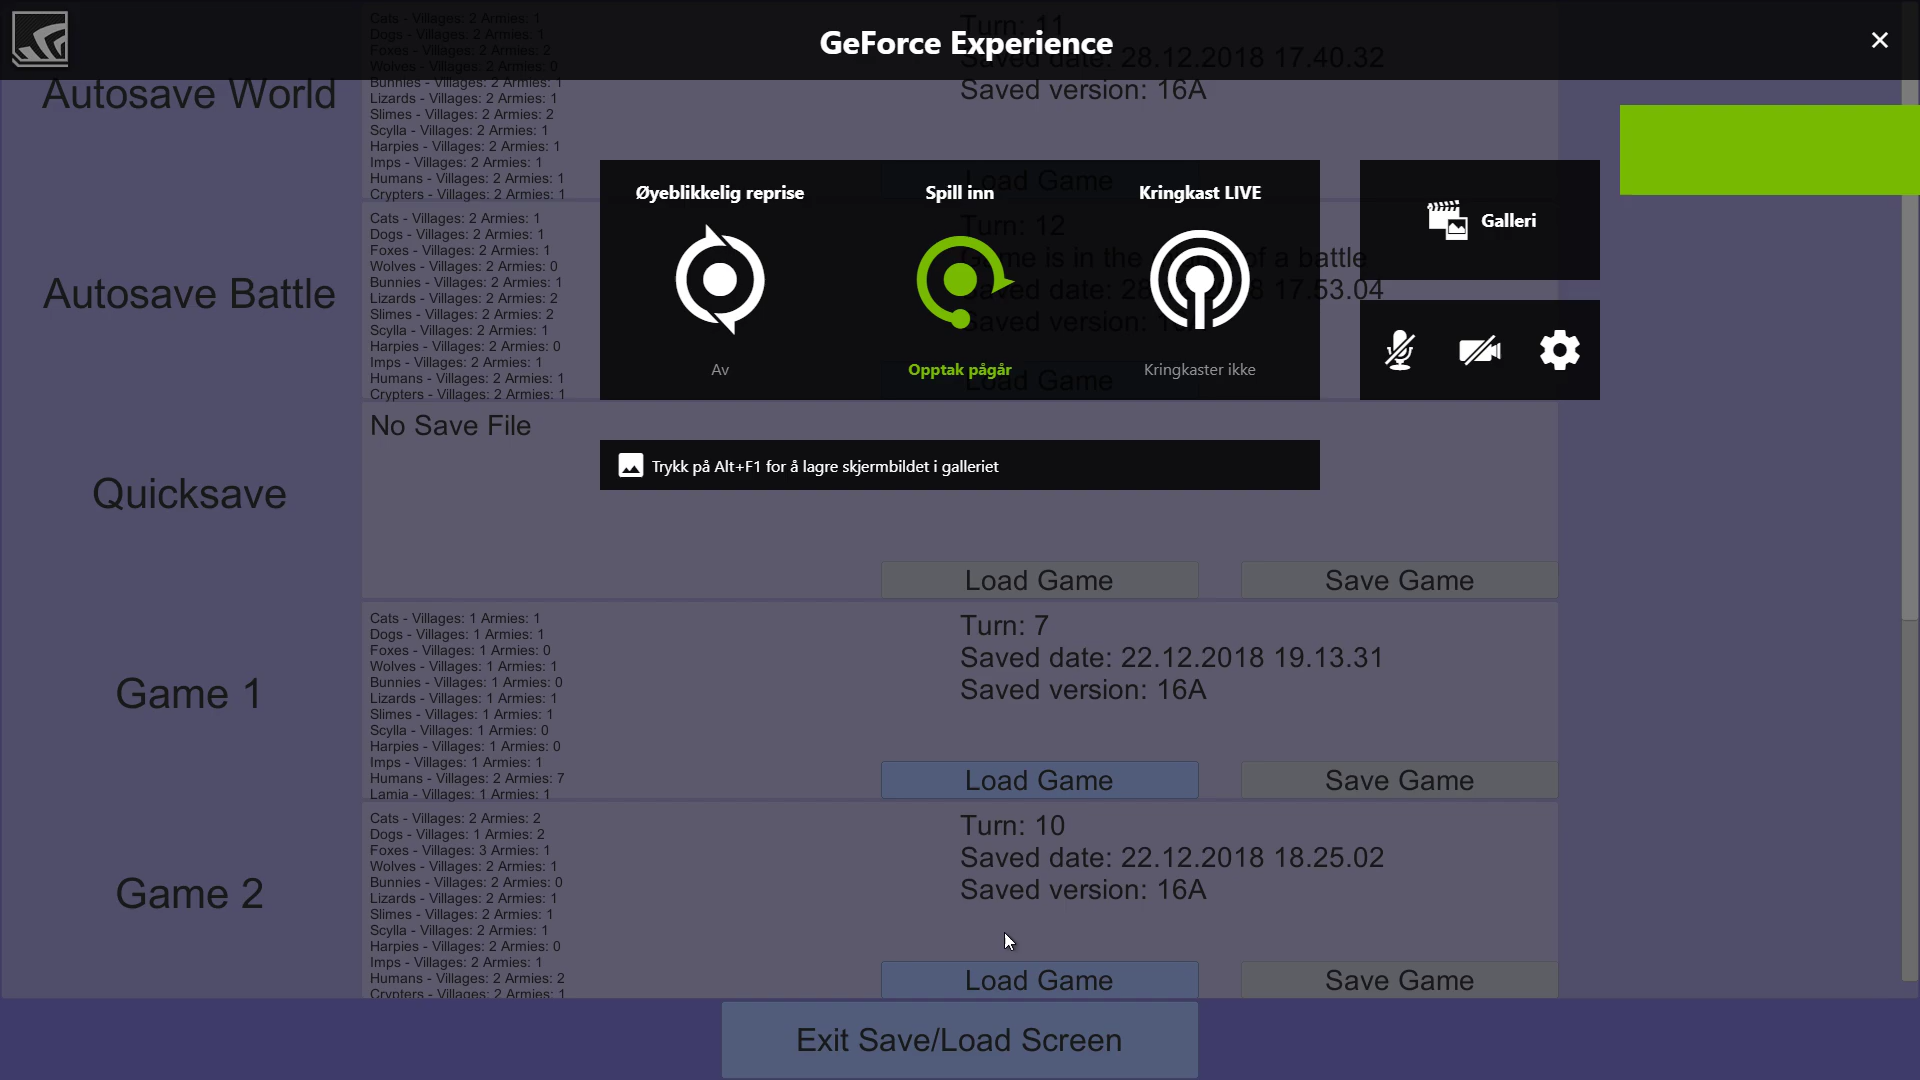 GeForce Experience
Cats - Villages: 2 Armies: 1
Dogs - Villages: 2 Armies: 1
Foxes - Villages: 2 Armies: 2
Wolves - Villages: 2 Armies: 0
Bunnies - Villages: 2 Armies: 1
Lizards - Villages: 2 Armies: 1
Slimes - Villages: 2 Armies: 2
Scylla - Villages: 2 Armies: 1
Harpies - Villages: 2 Armies: 1
Imps - Villages: 2 Armies: 1
Humans - Villages: 2 Armies: 1
Crypters - Villages: 2 Armies: 1
Turn: 11
Saved date: 28.12.2018 17.40.32
Saved version: 16A
Autosave World
Load Game
Øyeblikkelig reprise
Spill inn
Kringkast LIVE
Av
Opptak pågår
Kringkaster ikke
Galleri
Trykk på Alt+F1 for å lagre skjermbildet i galleriet
Autosave Battle
Cats - Villages: 2 Armies: 1
Dogs - Villages: 2 Armies: 1
Foxes - Villages: 2 Armies: 1
Wolves - Villages: 2 Armies: 0
Bunnies - Villages: 2 Armies: 1
Lizards - Villages: 2 Armies: 2
Slimes - Villages: 2 Armies: 2
Scylla - Villages: 2 Armies: 1
Harpies - Villages: 2 Armies: 0
Imps - Villages: 2 Armies: 1
Humans - Villages: 2 Armies: 1
Crypters - Villages: 2 Armies: 1
Turn: 12
Game is in the of a battle
Saved date: 17.53.04
Saved version:
Load Game
Quicksave
No Save File
Load Game
Save Game
Game 1
Cats - Villages: 1 Armies: 1
Dogs - Villages: 1 Armies: 1
Foxes - Villages: 1 Armies: 0
Wolves - Villages: 1 Armies: 1
Bunnies - Villages: 1 Armies: 0
Lizards - Villages: 1 Armies: 1
Slimes - Villages: 1 Armies: 1
Scylla - Villages: 1 Armies: 0
Harpies - Villages: 1 Armies: 0
Imps - Villages: 1 Armies: 1
Humans - Villages: 2 Armies: 7
Lamia - Villages: 1 Armies: 1
Turn: 7
Saved date: 22.12.2018 19.13.31
Saved version: 16A
Load Game
Save Game
Game 2
Cats - Villages: 2 Armies: 2
Dogs - Villages: 1 Armies: 2
Foxes - Villages: 3 Armies: 1
Wolves - Villages: 2 Armies: 1
Bunnies - Villages: 2 Armies: 0
Lizards - Villages: 2 Armies: 1
Slimes - Villages: 2 Armies: 1
Scylla - Villages: 2 Armies: 1
Harpies - Villages: 2 Armies: 0
Imps - Villages: 2 Armies: 1
Humans - Villages: 2 Armies: 2
Crypters - Villages: 2 Armies: 1
Turn: 10
Saved date: 22.12.2018 18.25.02
Saved version: 16A
Load Game
Save Game
Exit Save/Load Screen